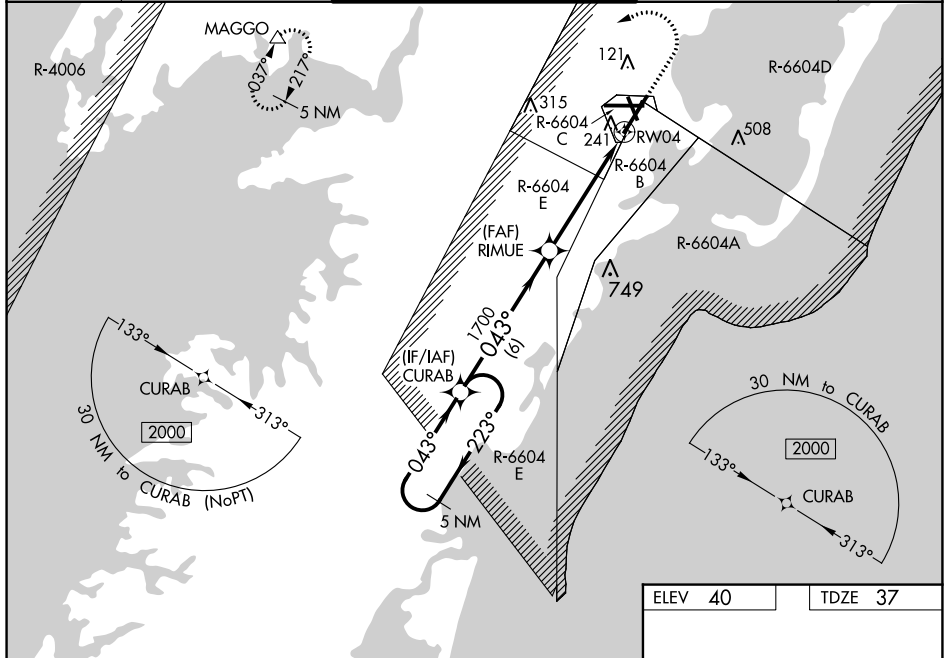 MAGGO
037°
217°
5 NM
R-4006
121
R-6604D
315
R-6604
C
241
RW04
508
R-6604
B
R-6604
E
(FAF)
RIMUE
R-6604A
749
1700
043°
(6)
(IF/IAF)
CURAB
043°
223°
R-6604
E
5 NM
133°
CURAB
313°
2000
30 NM to CURAB (NoPT)
30 NM to CURAB
2000
133°
CURAB
313°
ELEV 40
TDZE 37